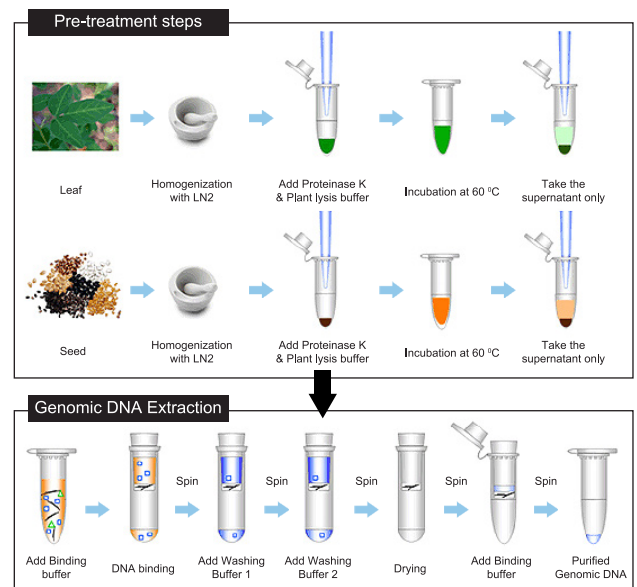 Pre-treatment steps
Leaf
Homogenization
with LN2
Add Proteinase K
& Plant lysis buffer
Incubation at 60 ⁰C
Take the
supernatant only
Seed
Homogenization
with LN2
Add Proteinase K
& Plant lysis buffer
Incubation at 60 ⁰C
Take the
supernatant only
Genomic DNA Extraction
Spin
Spin
Spin
Spin
Spin
Add Binding
buffer
DNA binding
Add Washing
Buffer 1
Add Washing
Buffer 2
Drying
Add Binding
buffer
Purified
Genomic DNA